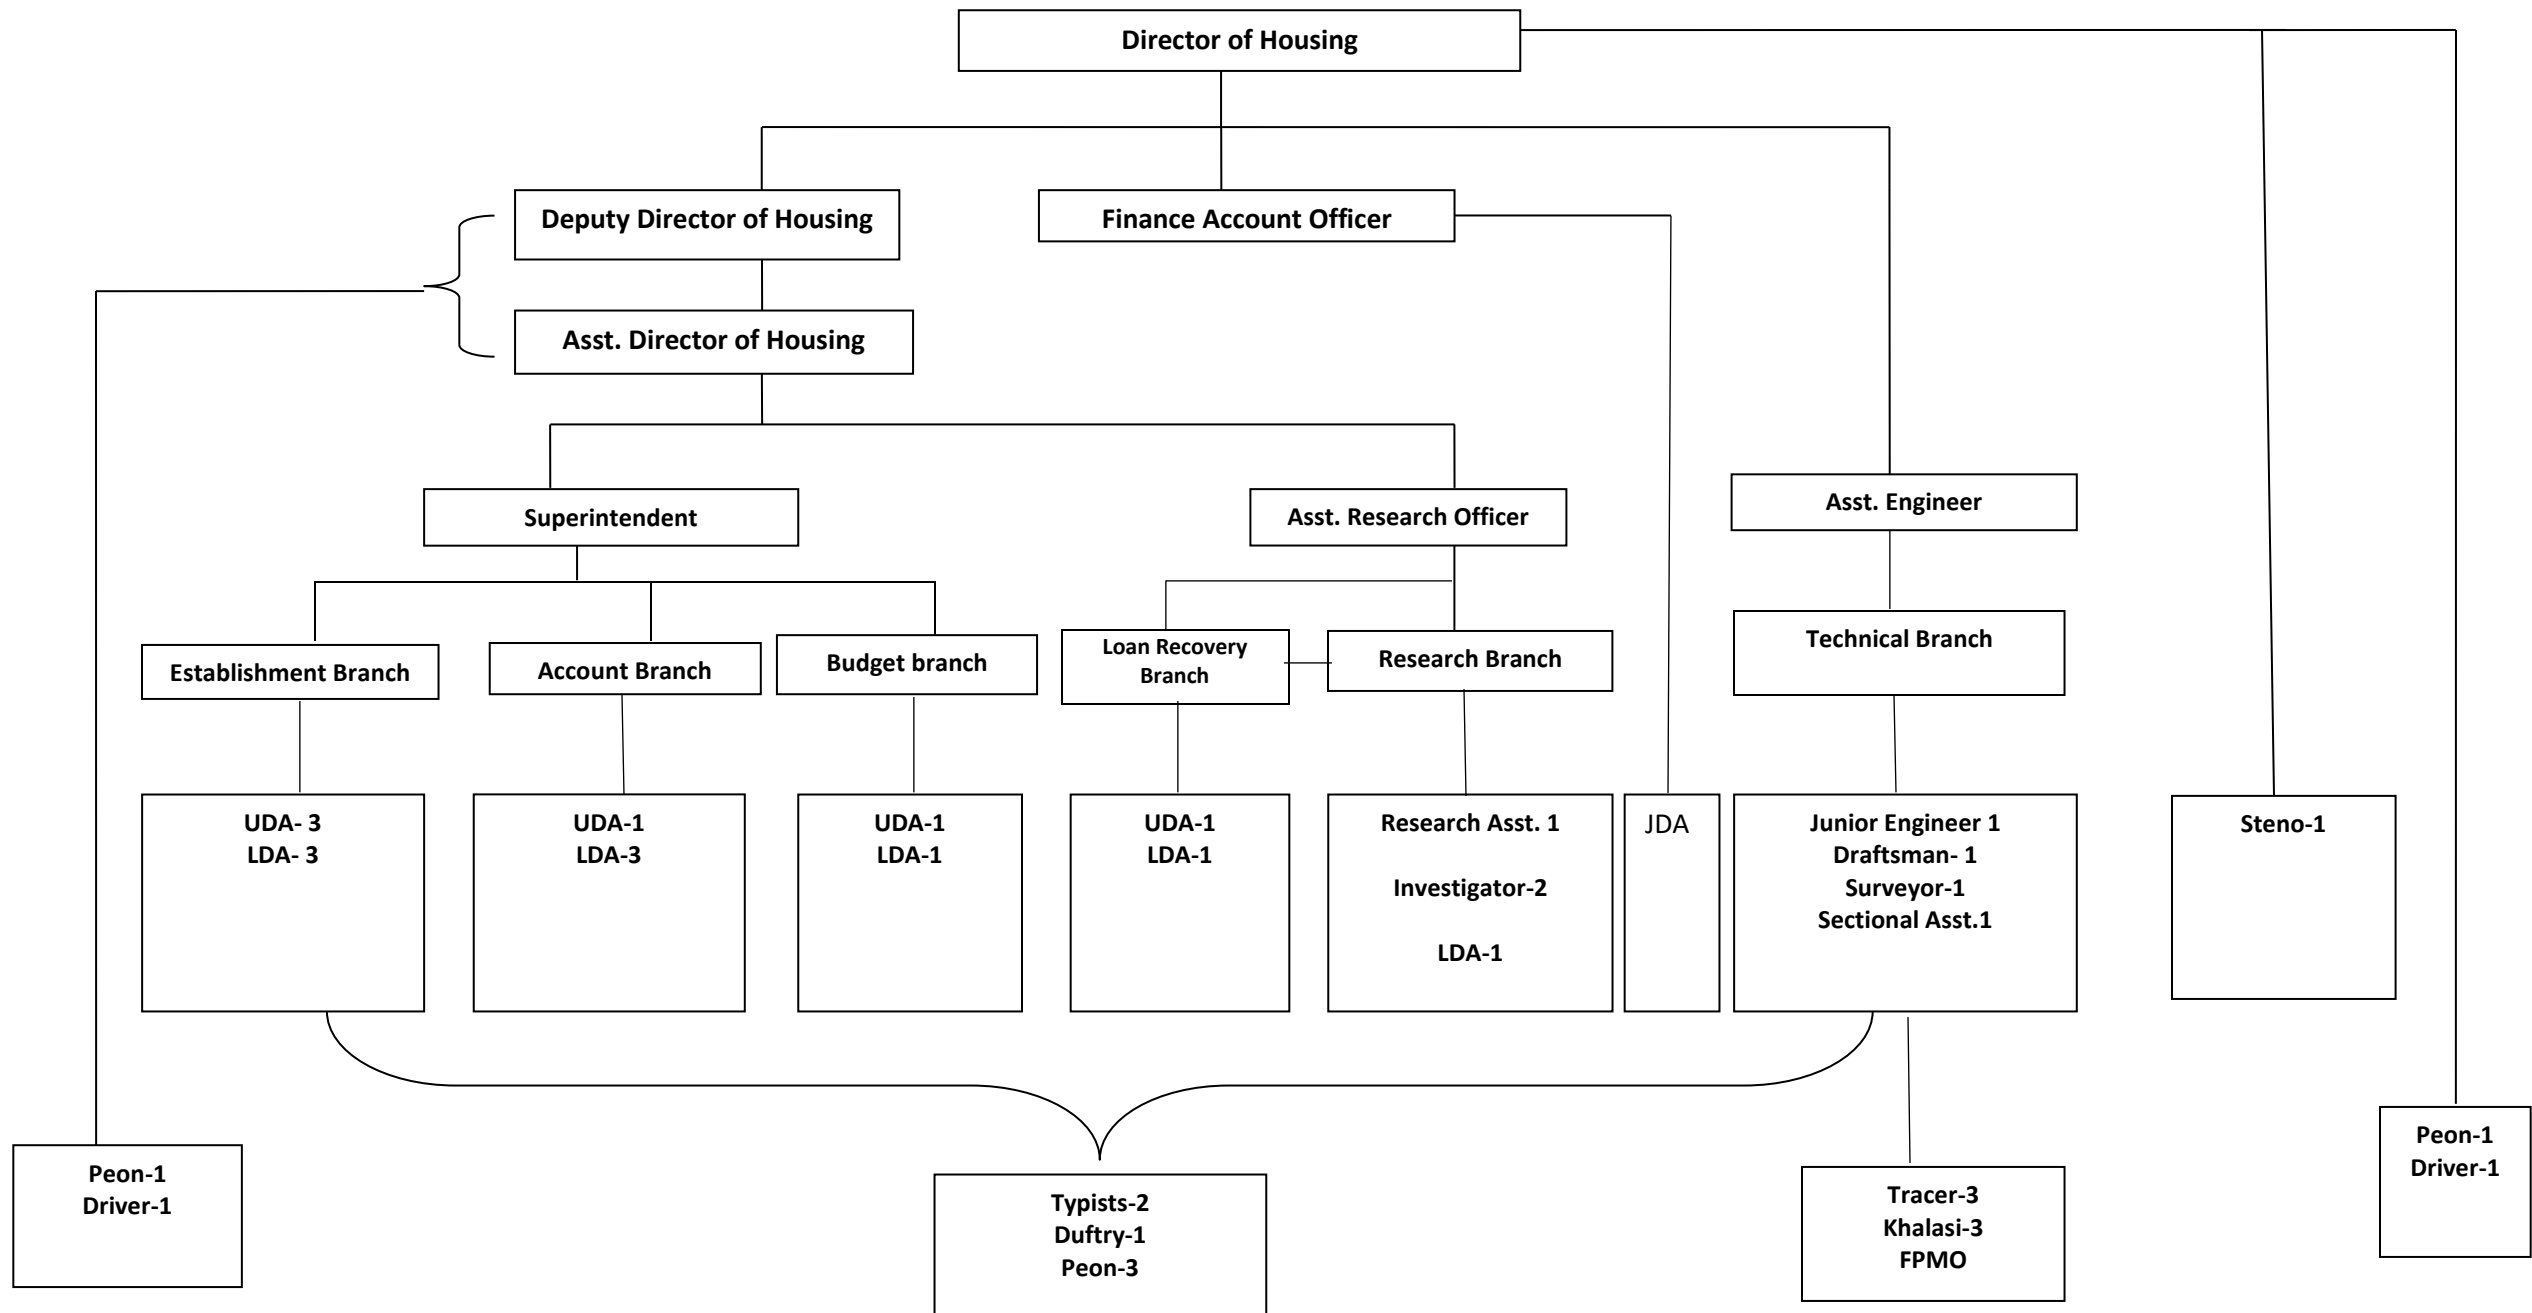 Director of Housing
Deputy Director of Housing
Finance Account Officer
Asst. Director of Housing
Superintendent
Asst. Research Officer
Asst. Engineer
Establishment Branch
Account Branch
Budget branch
Loan Recovery
Branch
Research Branch
Technical Branch
UDA- 3
LDA- 3
UDA-1
LDA-3
UDA-1
LDA-1
UDA-1
LDA-1
Research Asst. 1
Investigator-2
LDA-1
JDA
Junior Engineer 1
Draftsman- 1
Surveyor-1
Sectional Asst.1
Steno-1
Peon-1
Driver-1
Typists-2
Duftry-1
Peon-3
Tracer-3
Khalasi-3
FPMO
Peon-1
Driver-1